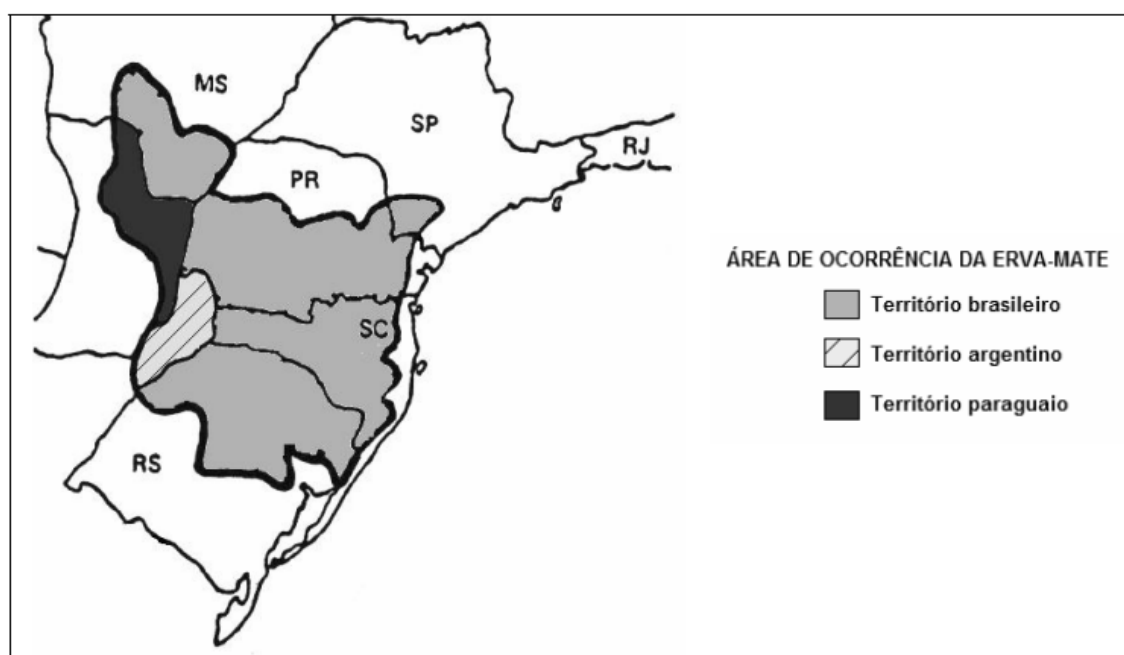 MS
SP
RJ
PR
SC
RS
ÁREA DE OCORRÊNCIA DA ERVA-MATE
Território brasileiro
Território argentino
Território paraguaio